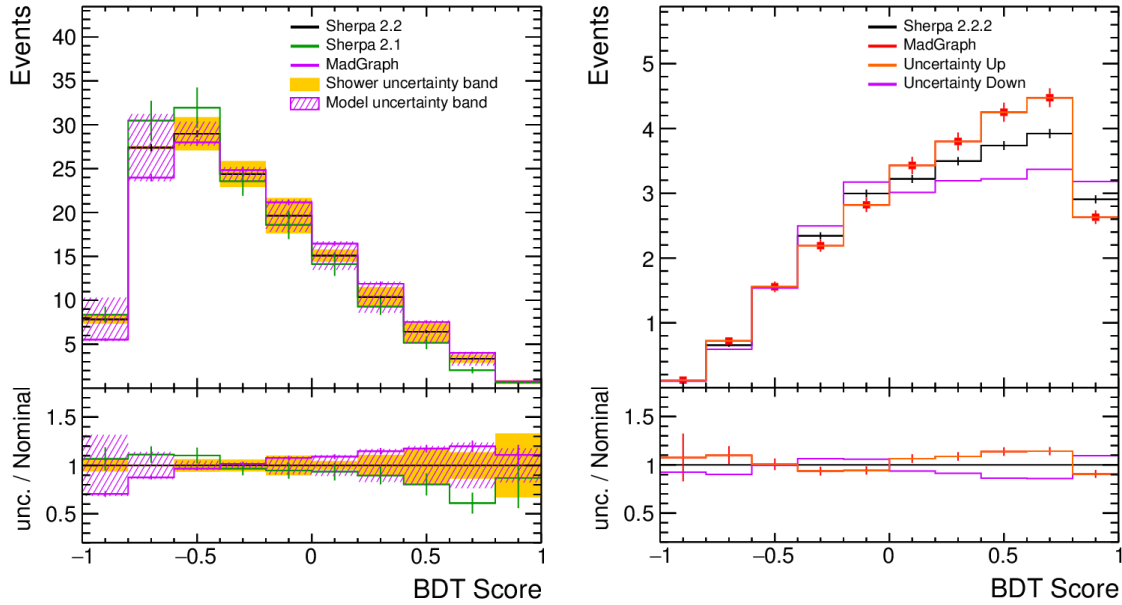 Events
40
35
30
25
20
15
10
5
Sherpa 2.2
Sherpa 2.1
MadGraph
Shower uncertainty band
Model uncertainty band
unc. / Nominal
1.5
1
0.5
−1 −0.5 0 0.5 1
BDT Score
Events
5
4
3
2
1
Sherpa 2.2.2
MadGraph
Uncertainty Up
Uncertainty Down
unc. / Nominal
1.5
1
0.5
−1 −0.5 0 0.5 1
BDT Score